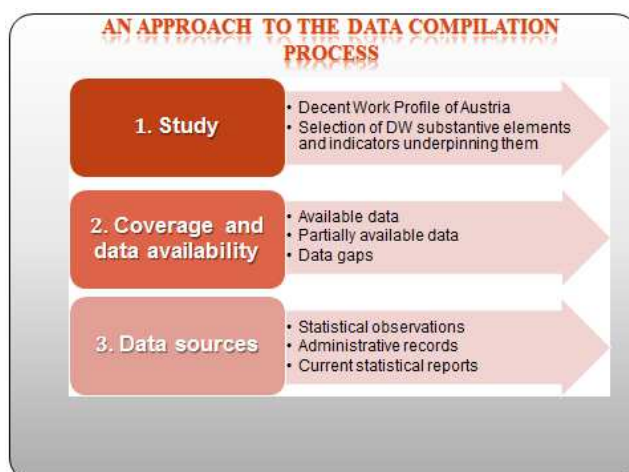 AN APPROACH TO THE DATA COMPILATION
PROCESS
1. Study
• Decent Work Profile of Austria
• Selection of DW substantive elements
and indicators underpinning them
2. Coverage and
data availability
• Available data
• Partially available data
• Data gaps
3. Data sources
• Statistical observations
• Administrative records
• Current statistical reports